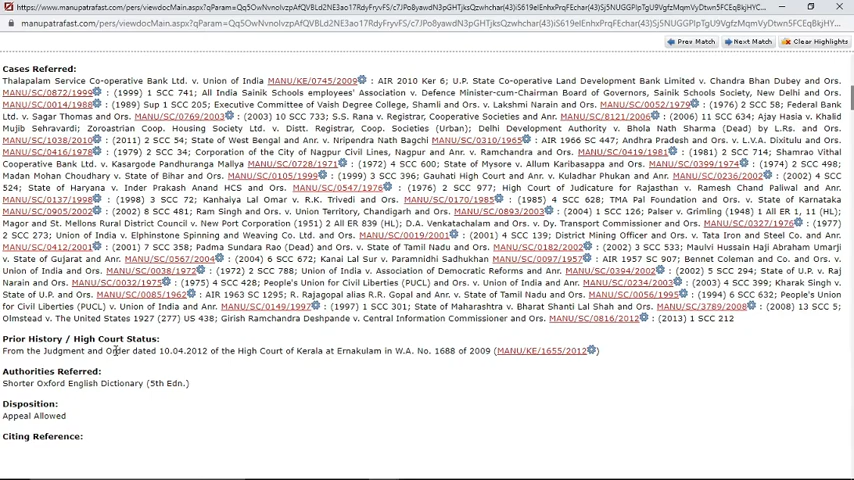 https://www.manupatrafast.com/pers/viewdocMain.aspx?qParam=Qq5OwNvnolvzpAfQVBLd2NE3ao17RdyFryvFS/c7JPo8yawdN3pGHTjksQzwhchar(43)iS619eIEnhxPrqFEchar(43)Sj5NUGGPlpTgU9VgfzMqmVyDtwn5FCEqBkjHYC...
manupatrafast.com/pers/viewdocMain.aspx?qParam=Qq5OwNvnolvzpAfQVBLd2NE3ao17RdyFryvFS/c7JPo8yawdN3pGHTjksQzwhchar(43)iS619eIEnhxPrqFEchar(43)Sj5NUGGPlpTgU9VgfzMqmVyDtwn5FCEqBkjHYC...
Prev Match Next Match Clear Highlights
Cases Referred:
Thalapalam Service Co-operative Bank Ltd. v. Union of India MANU/KE/0745/2009 : AIR 2010 Ker 6; U.P. State Co-operative Land Development Bank Limited v. Chandra Bhan Dubey and Ors.
MANU/SC/0872/1999 : (1999) 1 SCC 741; All India Sainik Schools employees' Association v. Defence Minister-cum-Chairman Board of Governors, Sainik Schools Society, New Delhi and Ors.
MANU/SC/0014/1988 : (1989) Sup 1 SCC 205; Executive Committee of Vaish Degree College, Shamli and Ors. v. Lakshmi Narain and Ors. MANU/SC/0052/1979 : (1976) 2 SCC 58; Federal Bank
Ltd. v. Sagar Thomas and Ors. MANU/SC/0769/2003 : (2003) 10 SCC 733; S.S. Rana v. Registrar, Cooperative Societies and Anr. MANU/SC/8121/2006 : (2006) 11 SCC 634; Ajay Hasia v. Khalid
Mujib Sehravardi; Zoroastrian Coop. Housing Society Ltd. v. Distt. Registrar, Coop. Societies (Urban); Delhi Development Authority v. Bhola Nath Sharma (Dead) by L.Rs. and Ors.
MANU/SC/1038/2010 : (2011) 2 SCC 54; State of West Bengal and Anr. v. Nripendra Nath Bagchi MANU/SC/0310/1965 : AIR 1966 SC 447; Andhra Pradesh and Ors. v. L.V.A. Dixitulu and Ors.
MANU/SC/0416/1978 : (1979) 2 SCC 34; Corporation of the City of Nagpur Civil Lines, Nagpur and Anr. v. Ramchandra and Ors. MANU/SC/0419/1981 : (1981) 2 SCC 714; Shamrao Vithal
Cooperative Bank Ltd. v. Kasargode Pandhuranga Mallya MANU/SC/0728/1971 : (1972) 4 SCC 600; State of Mysore v. Allum Karibasappa and Ors. MANU/SC/0399/1974 : (1974) 2 SCC 498;
Madan Mohan Choudhary v. State of Bihar and Ors. MANU/SC/0105/1999 : (1999) 3 SCC 396; Gauhati High Court and Anr. v. Kuladhar Phukan and Anr. MANU/SC/0236/2002 : (2002) 4 SCC
524; State of Haryana v. Inder Prakash Anand HCS and Ors. MANU/SC/0547/1976 : (1976) 2 SCC 977; High Court of Judicature for Rajasthan v. Ramesh Chand Paliwal and Anr.
MANU/SC/0137/1998 : (1998) 3 SCC 72; Kanhaiya Lal Omar v. R.K. Trivedi and Ors. MANU/SC/0170/1985 : (1985) 4 SCC 628; TMA Pai Foundation and Ors. v. State of Karnataka
MANU/SC/0905/2002 : (2002) 8 SCC 481; Ram Singh and Ors. v. Union Territory, Chandigarh and Ors. MANU/SC/0893/2003 : (2004) 1 SCC 126; Palser v. Grimling (1948) 1 All ER 1, 11 (HL);
Magor and St. Mellons Rural District Council v. New Port Corporation (1951) 2 All ER 839 (HL); D.A. Venkatachalam and Ors. v. Dy. Transport Commissioner and Ors. MANU/SC/0327/1976 : (1977)
2 SCC 273; Union of India v. Elphinstone Spinning and Weaving Co. Ltd. and Ors. MANU/SC/0019/2001 : (2001) 4 SCC 139; District Mining Officer and Ors. v. Tata Iron and Steel Co. and Anr.
MANU/SC/0412/2001 : (2001) 7 SCC 358; Padma Sundara Rao (Dead) and Ors. v. State of Tamil Nadu and Ors. MANU/SC/0182/2002 : (2002) 3 SCC 533; Maulvi Hussain Haji Abraham Umarji
v. State of Gujarat and Anr. MANU/SC/0567/2004 : (2004) 6 SCC 672; Kanai Lal Sur v. Paramnidhi Sadhukhan MANU/SC/0097/1957 : AIR 1957 SC 907; Bennet Coleman and Co. and Ors. v.
Union of India and Ors. MANU/SC/0038/1972 : (1972) 2 SCC 788; Union of India v. Association of Democratic Reforms and Anr. MANU/SC/0394/2002 : (2002) 5 SCC 294; State of U.P. v. Raj
Narain and Ors. MANU/SC/0032/1975 : (1975) 4 SCC 428; People's Union for Civil Liberties (PUCL) and Ors. v. Union of India and Anr. MANU/SC/0234/2003 : (2003) 4 SCC 399; Kharak Singh v.
State of U.P. and Ors. MANU/SC/0085/1962 : AIR 1963 SC 1295; R. Rajagopal alias R.R. Gopal and Anr. v. State of Tamil Nadu and Ors. MANU/SC/0056/1995 : (1994) 6 SCC 632; People's Union
for Civil Liberties (PUCL) v. Union of India and Anr. MANU/SC/0149/1997 : (1997) 1 SCC 301; State of Maharashtra v. Bharat Shanti Lal Shah and Ors. MANU/SC/3789/2008 : (2008) 13 SCC 5;
Olmstead v. The United States 1927 (277) US 438; Girish Ramchandra Deshpande v. Central Information Commissioner and Ors. MANU/SC/0816/2012 : (2013) 1 SCC 212
Prior History / High Court Status:
From the Judgment and Order dated 10.04.2012 of the High Court of Kerala at Ernakulam in W.A. No. 1688 of 2009 (MANU/KE/1655/2012)
Authorities Referred:
Shorter Oxford English Dictionary (5th Edn.)
Disposition:
Appeal Allowed
Citing Reference: